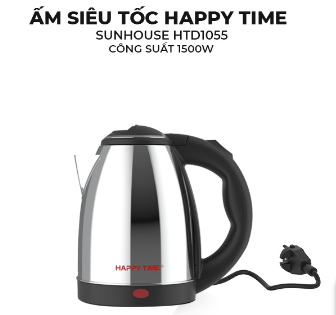 ẤM SIÊU TỐC HAPPY TIME
SUNHOUSE HTD1055
CÔNG SUẤT 1500W
HAPPY TIME